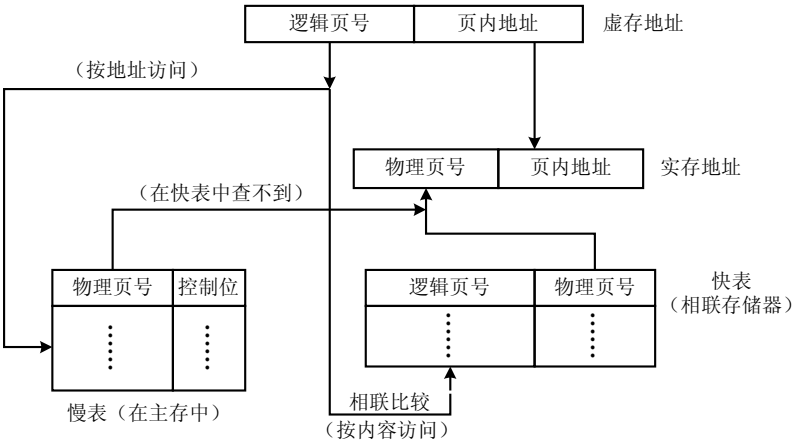 逻辑页号 页内地址 虚存地址
(按地址访问)
物理页号 页内地址 实存地址
(在快表中查不到)
物理页号 控制位
逻辑页号 物理页号
快表
(相联存储器)
慢表(在主存中)
相联比较
(按内容访问)